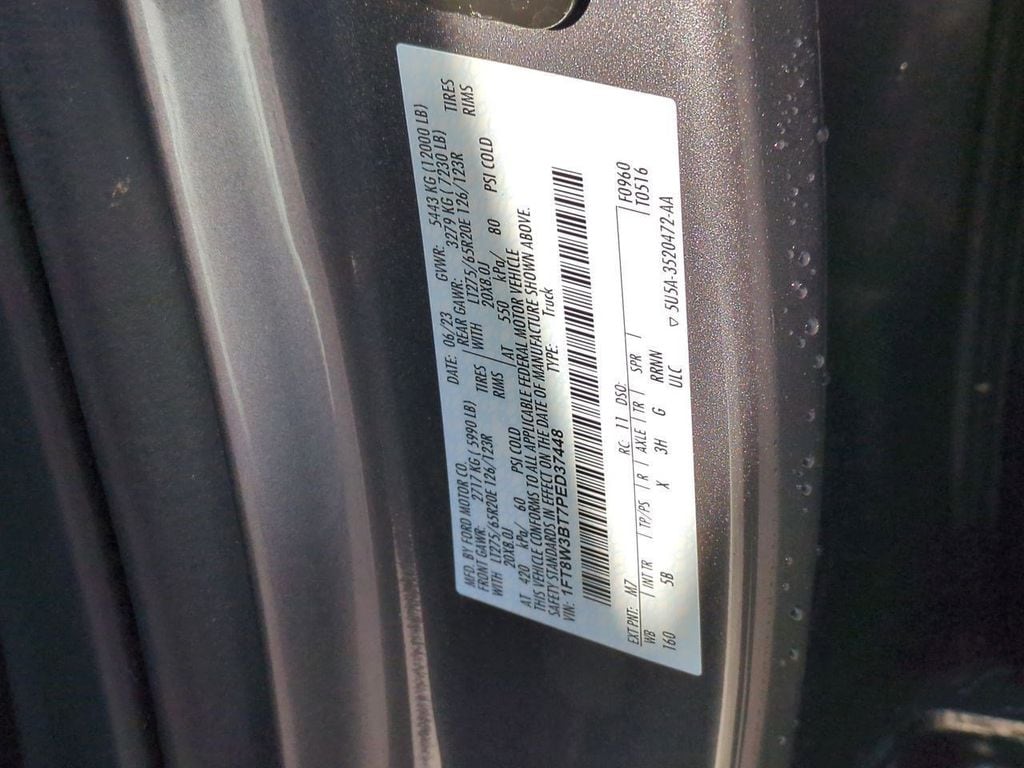 MFD. BY FORD MOTOR CO. DATE: 06/23 GVWR: 5443 KG (12000 LB)
FRONT GAWR: 2717 KG ( 5990 LB) REAR GAWR: 3279 KG ( 7230 LB)
WITH LT275/65R20E 126/123R TIRES WITH LT275/65R20E 126/123R TIRES
20X8.0J RIMS 20X8.0J RIMS
AT 420 kPa/ 60 PSI COLD AT 550 kPa/ 80 PSI COLD
THIS VEHICLE CONFORMS TO ALL APPLICABLE FEDERAL MOTOR VEHICLE
SAFETY STANDARDS IN EFFECT ON THE DATE OF MANUFACTURE SHOWN ABOVE.
VIN: 1FT8W3BT7PED37448 TYPE: Truck
EXT PNT: M7 RC: 11 DSO: F0960
WB INT TR TP/PS R AXLE TR SPR T0516
160 5B X 3H G RRMN
ULC ▽ 5U5A-3520472-AA